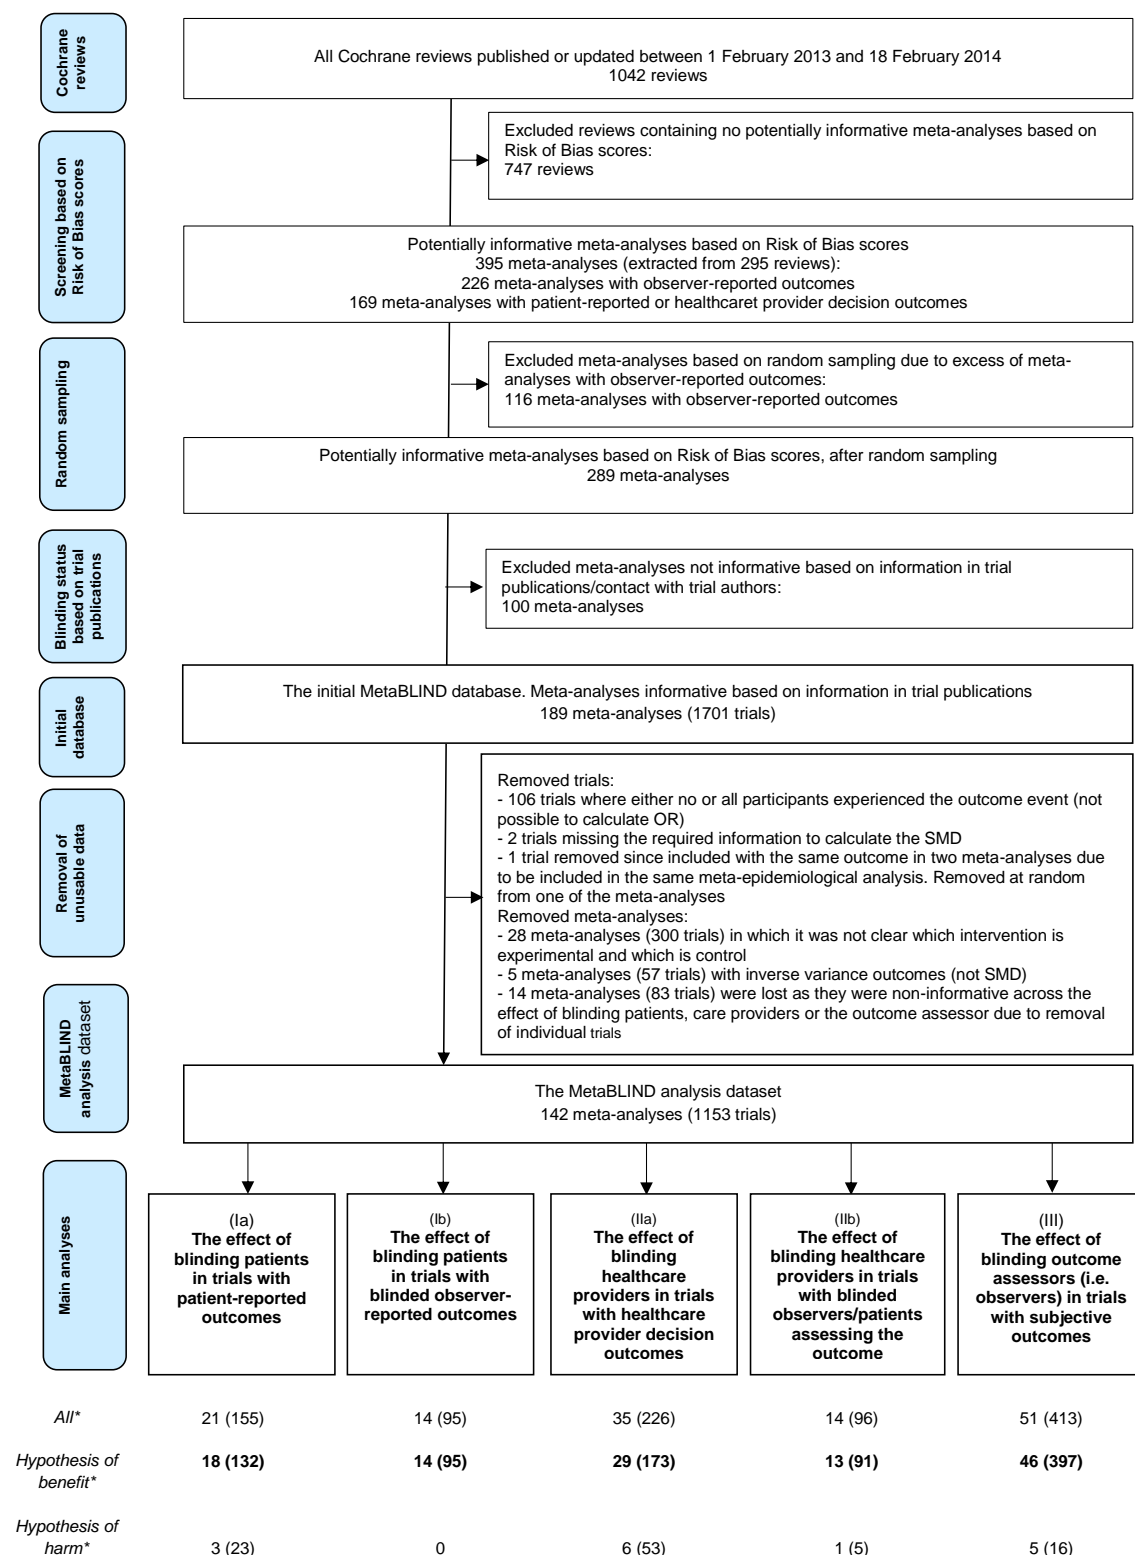 Cochrane
reviews
All Cochrane reviews published or updated between 1 February 2013 and 18 February 2014
1042 reviews
Excluded reviews containing no potentially informative meta-analyses based on
Risk of Bias scores:
747 reviews
Screening based on
Risk of Bias scores
Potentially informative meta-analyses based on Risk of Bias scores
395 meta-analyses (extracted from 295 reviews):
226 meta-analyses with observer-reported outcomes
169 meta-analyses with patient-reported or healthcaret provider decision outcomes
Random sampling
Excluded meta-analyses based on random sampling due to excess of meta-
analyses with observer-reported outcomes:
116 meta-analyses with observer-reported outcomes
Potentially informative meta-analyses based on Risk of Bias scores, after random sampling
289 meta-analyses
Blinding status
based on trial
publications
Excluded meta-analyses not informative based on information in trial
publications/contact with trial authors:
100 meta-analyses
Initial
database
The initial MetaBLIND database. Meta-analyses informative based on information in trial publications
189 meta-analyses (1701 trials)
Removal of
unusable data
Removed trials:
- 106 trials where either no or all participants experienced the outcome event (not
possible to calculate OR)
- 2 trials missing the required information to calculate the SMD
- 1 trial removed since included with the same outcome in two meta-analyses due
to be included in the same meta-epidemiological analysis. Removed at random
from one of the meta-analyses
Removed meta-analyses:
- 28 meta-analyses (300 trials) in which it was not clear which intervention is
experimental and which is control
- 5 meta-analyses (57 trials) with inverse variance outcomes (not SMD)
- 14 meta-analyses (83 trials) were lost as they were non-informative across the
effect of blinding patients, care providers or the outcome assessor due to removal
of individual trials
MetaBLIND
analysis dataset
The MetaBLIND analysis dataset
142 meta-analyses (1153 trials)
Main analyses
(Ia)
The effect of
blinding patients
in trials with
patient-reported
outcomes
(Ib)
The effect of
blinding patients
in trials with
blinded observer-
reported outcomes
(IIa)
The effect of
blinding
healthcare
providers in trials
with healthcare
provider decision
outcomes
(IIb)
The effect of
blinding healthcare
providers in trials
with blinded
observers/patients
assessing the
outcome
(III)
The effect of
blinding outcome
assessors (i.e.
observers) in trials
with subjective
outcomes
All* 21 (155) 14 (95) 35 (226) 14 (96) 51 (413)
Hypothesis of
benefit* 18 (132) 14 (95) 29 (173) 13 (91) 46 (397)
Hypothesis of
harm* 3 (23) 0 6 (53) 1 (5) 5 (16)